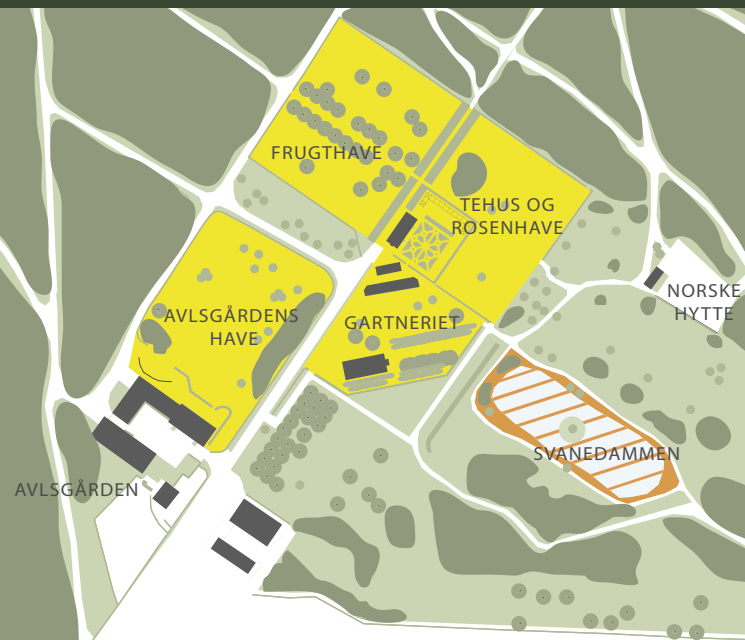 FRUGTHAVE
TEHUS OG
ROSENHAVE
NORSKE
HYTTE
AVLSGÅRDENS
HAVE
GARTNERIET
SVANEDAMMEN
AVLSGÅRDEN